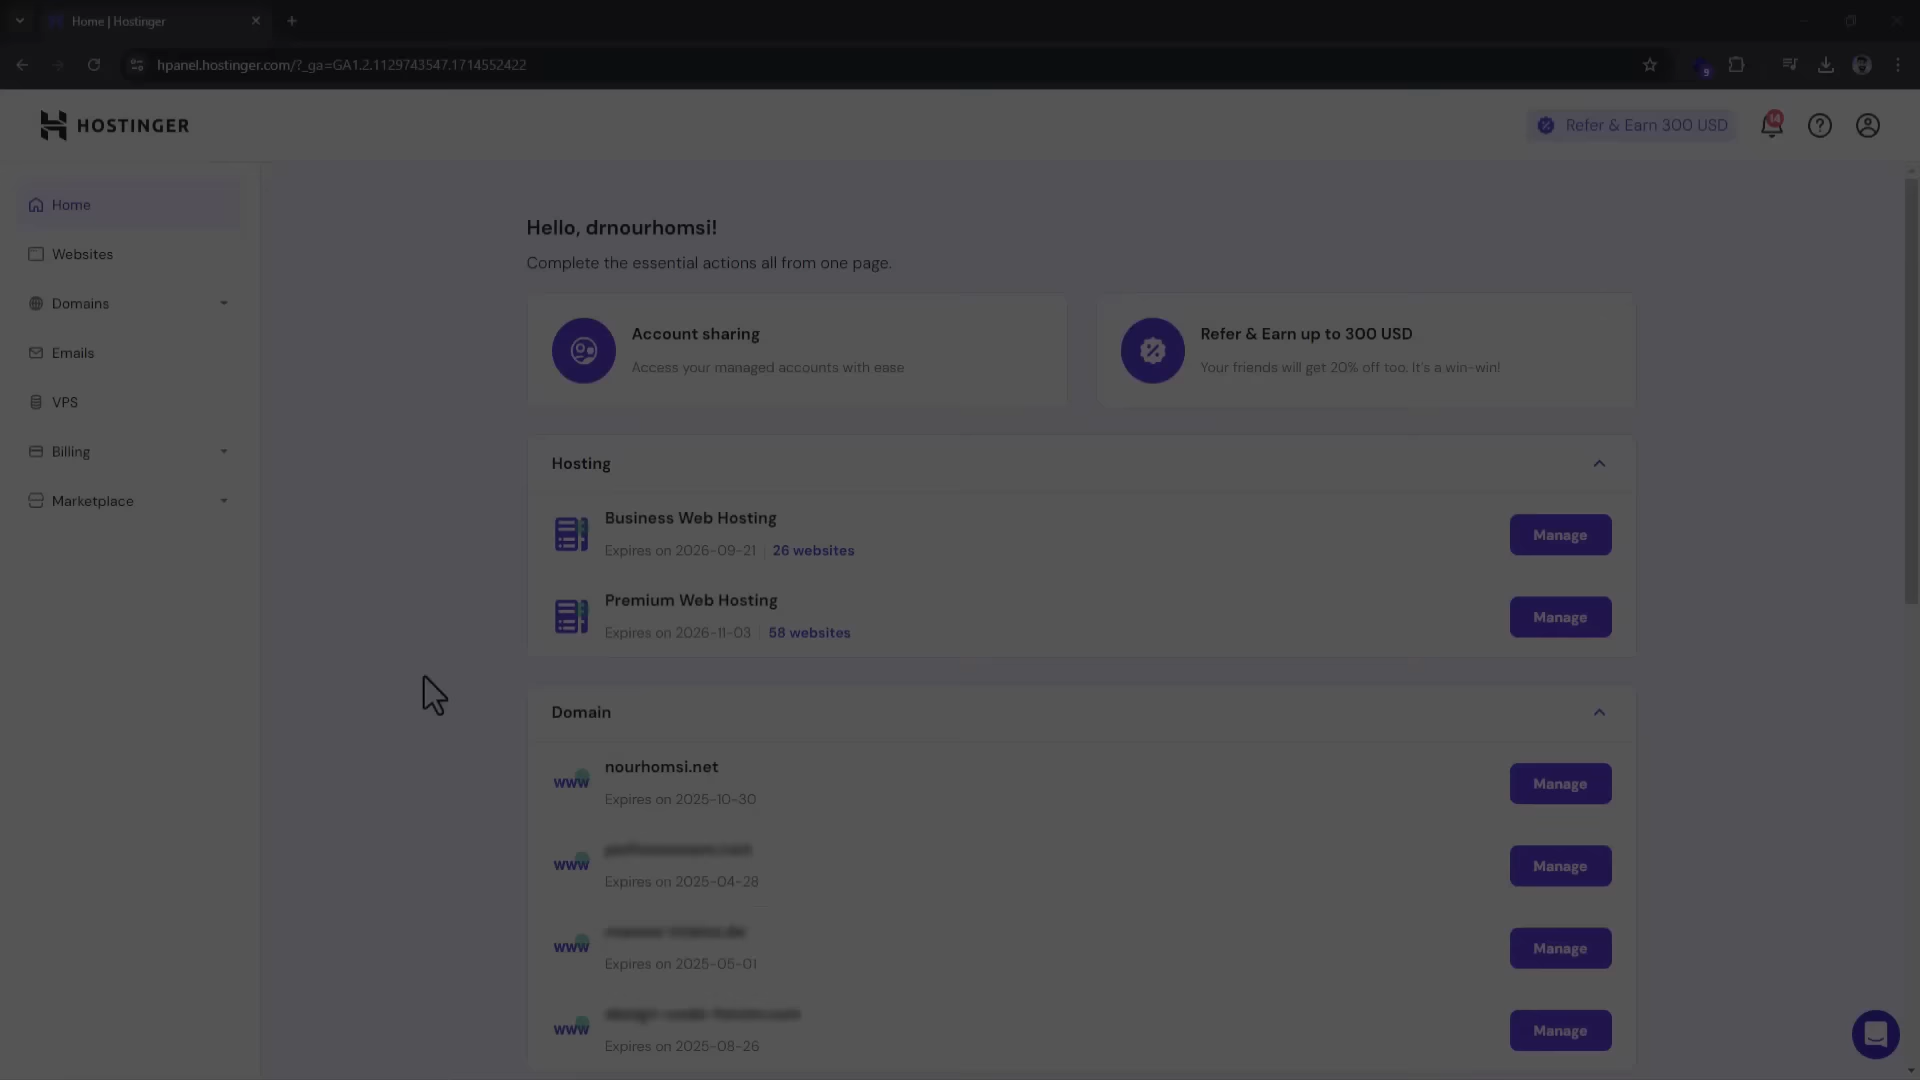 Home | Hostinger
hpanel.hostinger.com/?_ga=GA1.2.1129743547.1714552422
9
HOSTINGER
Refer & Earn 300 USD
14
Home
Websites
Domains
Emails
VPS
Billing
Marketplace
Hello, drnourhomsi!
Complete the essential actions all from one page.
Account sharing
Access your managed accounts with ease
Refer & Earn up to 300 USD
Your friends will get 20% off too. It's a win-win!
Hosting
Business Web Hosting
Expires on 2026-09-21 | 26 websites
Manage
Premium Web Hosting
Expires on 2026-11-03 | 58 websites
Manage
Domain
www
nourhomsi.net
Expires on 2025-10-30
Manage
www
Expires on 2025-04-28
Manage
www
Expires on 2025-05-01
Manage
www
Expires on 2025-08-26
Manage